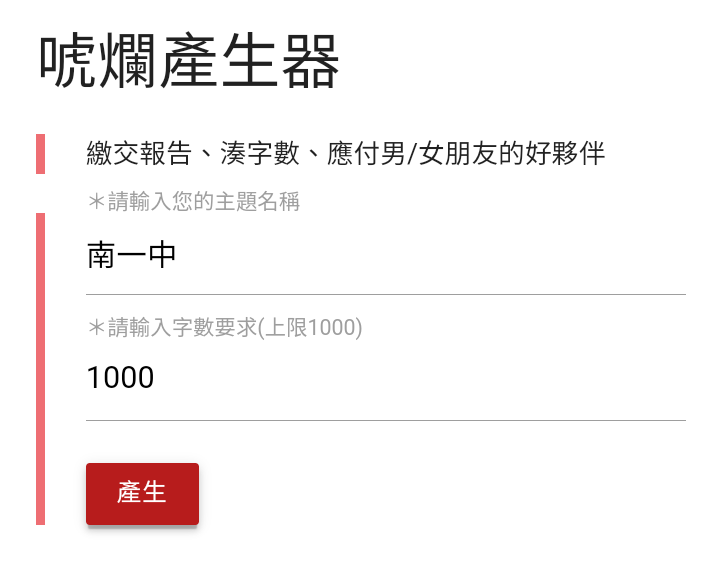 唬爛產生器
繳交報告、湊字數、應付男/女朋友的好夥伴
＊請輸入您的主題名稱
南一中
＊請輸入字數要求(上限1000)
1000
產生